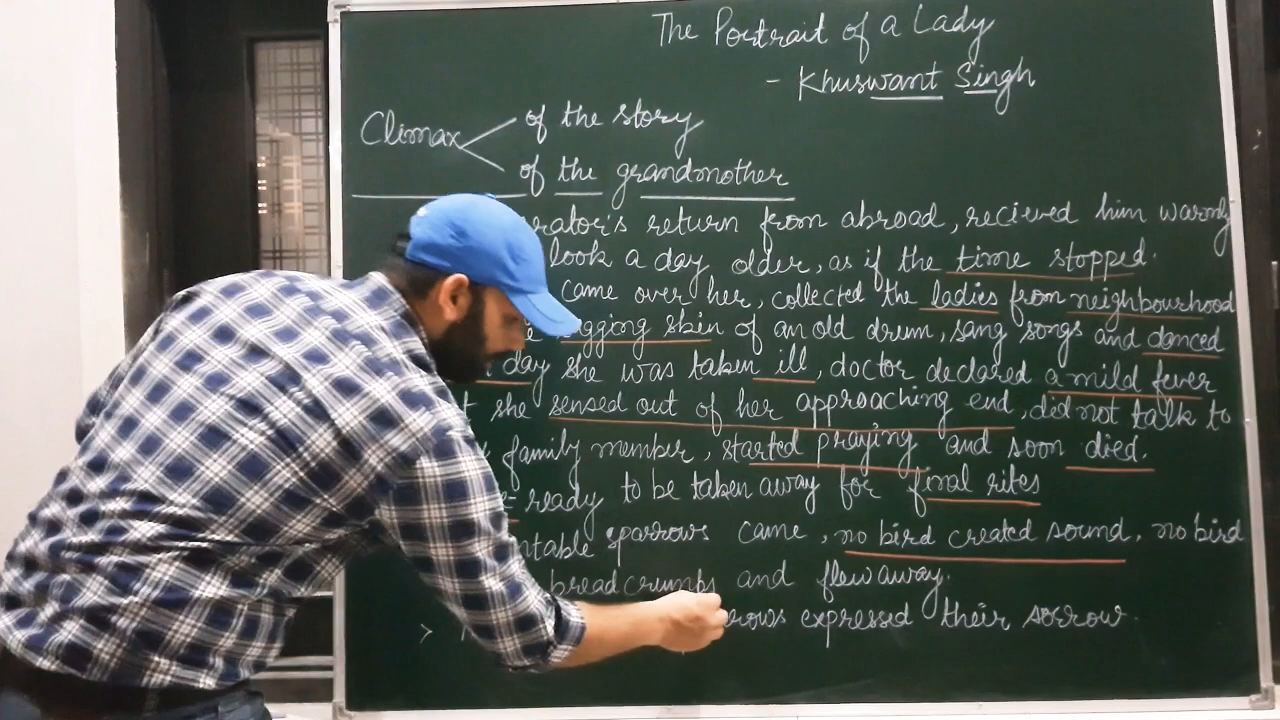 The Portrait of a Lady
- Khuswant Singh
Climax
of the story
of the grandmother
rator's return from abroad, recieved him warmly
look a day older, as if the time stopped.
came over her, collected the ladies from neighbourhood
gging skin of an old drum, sang songs and danced
day she was taken ill, doctor declared a mild fever
t she sensed out of her approaching end, did not talk to
family member, started praying and soon died.
ready to be taken away for final rites
ntable sparrows came, no bird created sound, no bird
breadcrumbs and flew away.
> rows expressed their sorrow.